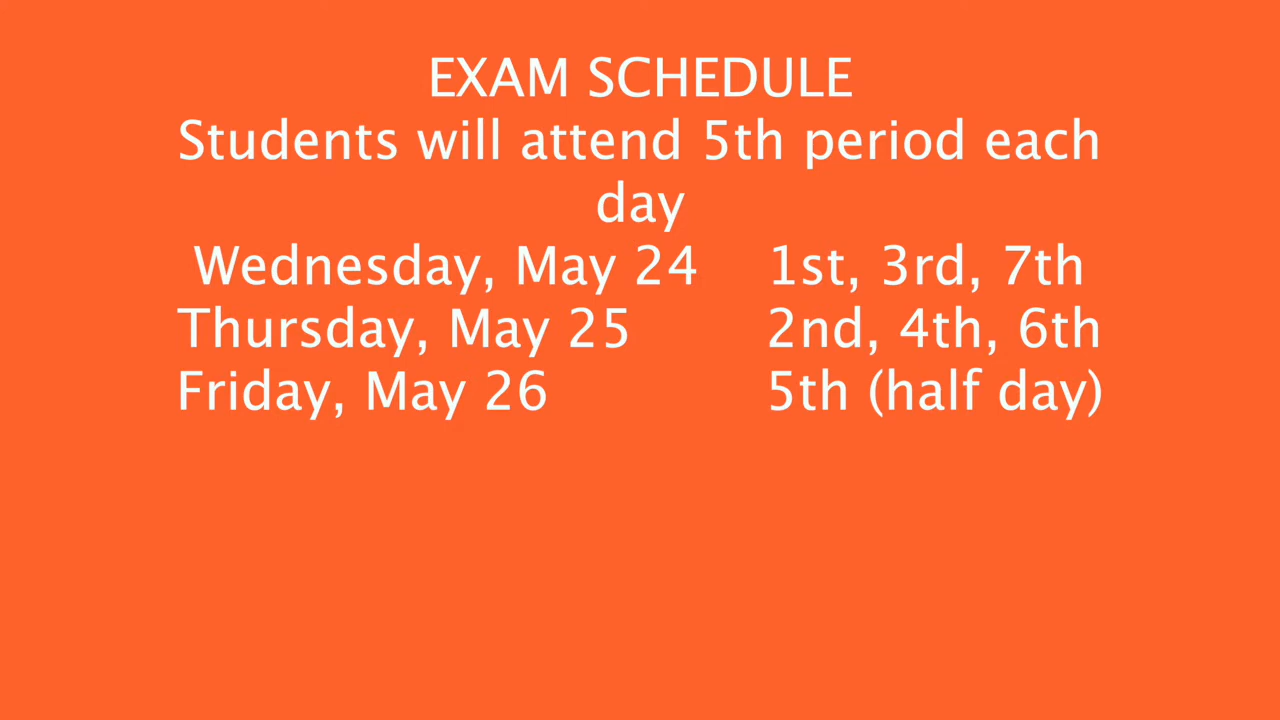 EXAM SCHEDULE
Students will attend 5th period each
day
Wednesday, May 24 1st, 3rd, 7th
Thursday, May 25 2nd, 4th, 6th
Friday, May 26 5th (half day)